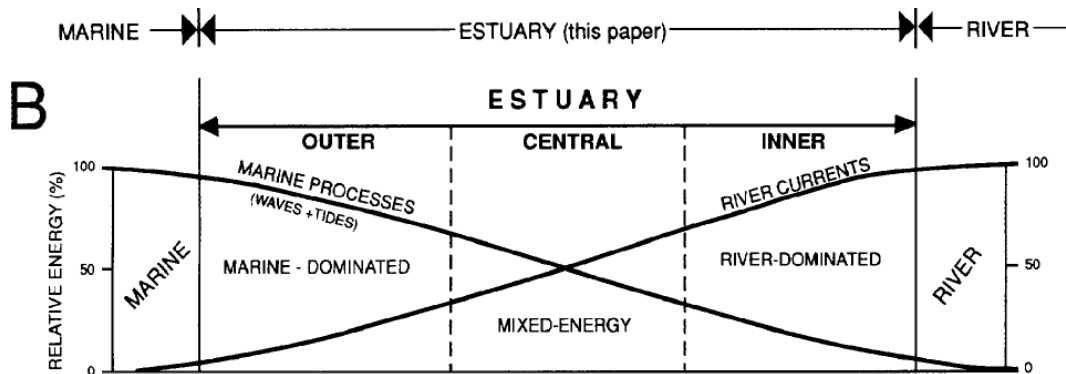 MARINE ESTUARY (this paper) RIVER
B
ESTUARY
OUTER CENTRAL INNER
100 MARINE PROCESSES RIVER CURRENTS 100
(WAVES + TIDES)
RELATIVE ENERGY (%)
MARINE - DOMINATED RIVER-DOMINATED
50 50
MARINE RIVER
MIXED-ENERGY
0 0